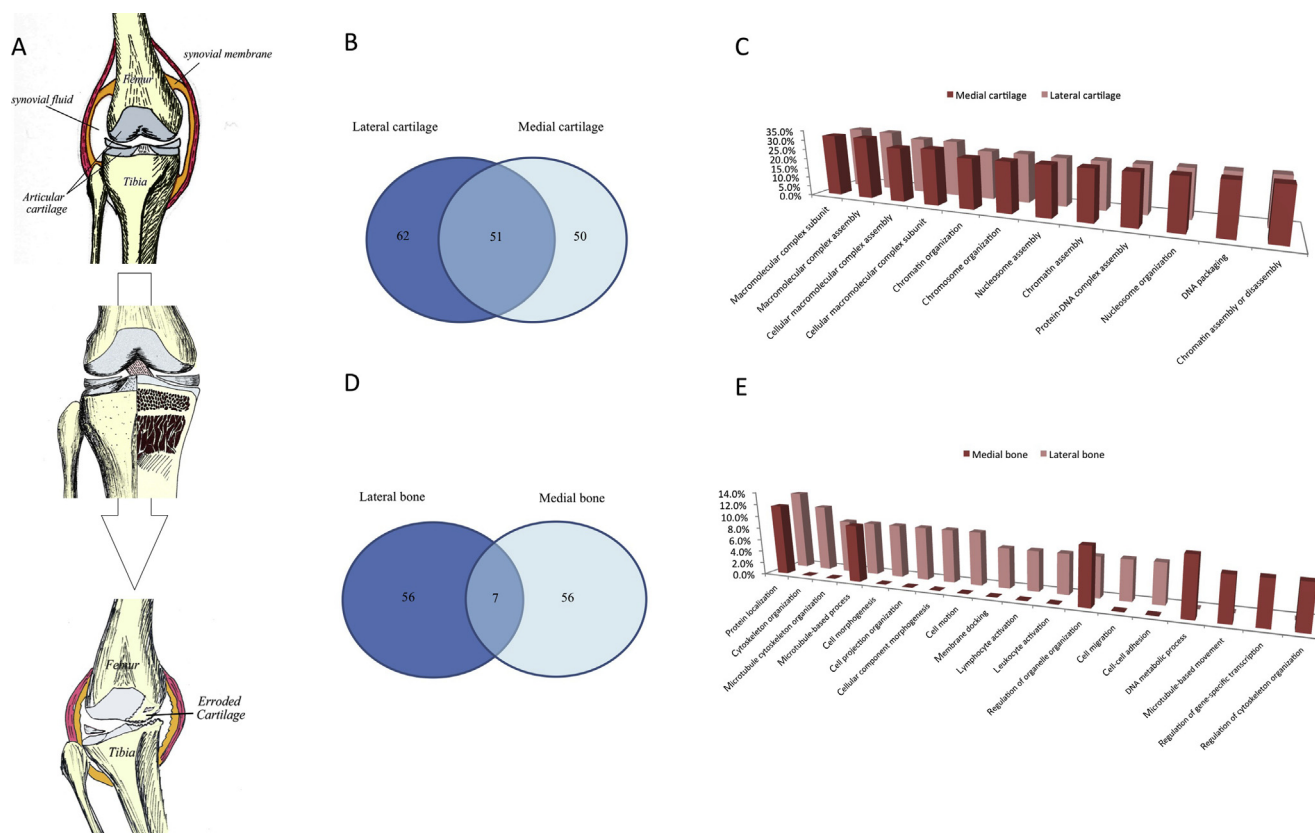 A
synovial membrane
Femur
synovial fluid
Tibia
Articular
cartilage
Femur
Erroded
Cartilage
Tibia
B
Lateral cartilage Medial cartilage
62 51 50
C
Medial cartilage Lateral cartilage
35.0%
30.0%
25.0%
20.0%
15.0%
10.0%
5.0%
0.0%
Macromolecular complex subunit
Macromolecular complex assembly
Cellular macromolecular complex assembly
Cellular macromolecular complex subunit
Chromatin organization
Chromosome organization
Nucleosome assembly
Chromatin assembly
Protein-DNA complex assembly
Nucleosome organization
DNA packaging
Chromatin assembly or disassembly
D
Lateral bone Medial bone
56 7 56
E
Medial bone Lateral bone
14.0%
12.0%
10.0%
8.0%
6.0%
4.0%
2.0%
0.0%
Protein localization
Cytoskeleton organization
Microtubule cytoskeleton organization
Microtubule-based process
Cell morphogenesis
Cell projection organization
Cellular component morphogenesis
Cell motion
Membrane docking
Lymphocyte activation
Leukocyte activation
Regulation of organelle organization
Cell migration
Cell-cell adhesion
DNA metabolic process
Microtubule-based movement
Regulation of gene-specific transcription
Regulation of cytoskeleton organization